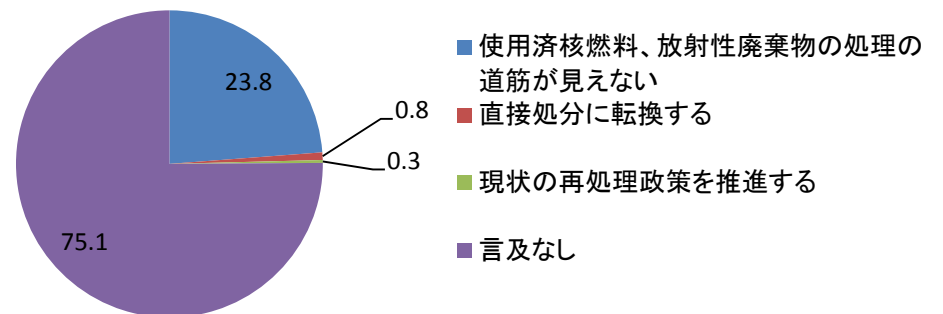 23.8
0.8
0.3
75.1
使用済核燃料、放射性廃棄物の処理の
道筋が見えない
直接処分に転換する
現状の再処理政策を推進する
言及なし